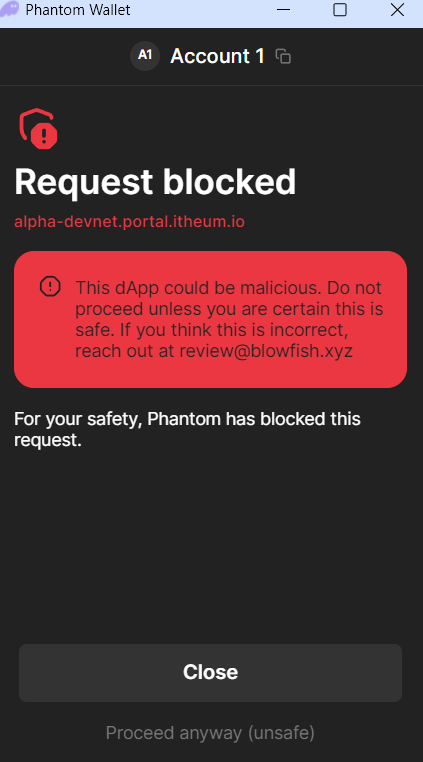 Phantom Wallet
A1 Account 1
Request blocked
alpha-devnet.portal.itheum.io
This dApp could be malicious. Do not
proceed unless you are certain this is
safe. If you think this is incorrect,
reach out at review@blowfish.xyz
For your safety, Phantom has blocked this
request.
Close
Proceed anyway (unsafe)